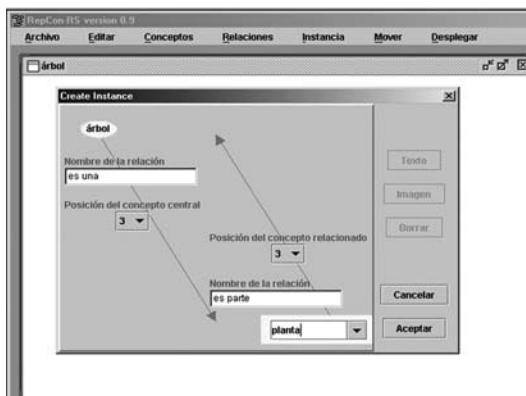 RepCon-RS version 0.9
Archivo Editar Conceptos Relaciones Instancia Mover Desplegar
árbol
Create Instance
árbol
Nombre de la relación
es una
Texto
Imagen
Posición del concepto central
3
Borrar
Posición del concepto relacionado
3
Nombre de la relación
es parte
Cancelar
planta
Aceptar